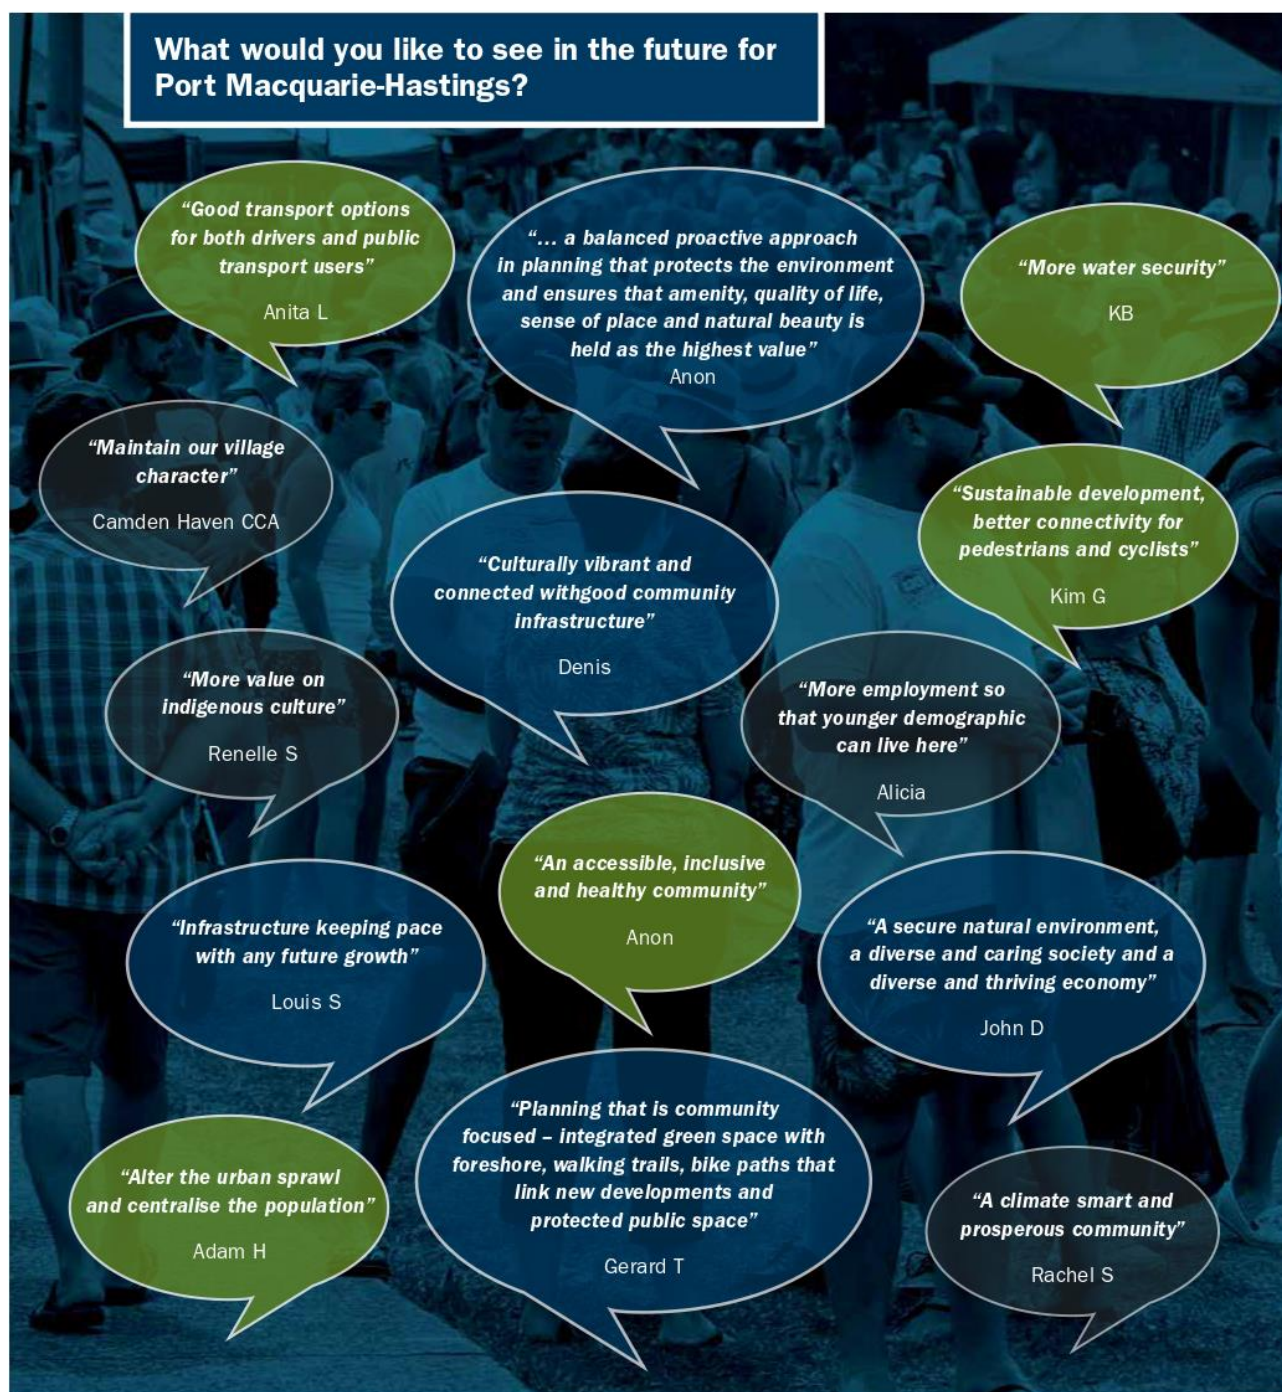 What would you like to see in the future for
Port Macquarie-Hastings?
“Good transport options
for both drivers and public
transport users”
Anita L
“... a balanced proactive approach
in planning that protects the environment
and ensures that amenity, quality of life,
sense of place and natural beauty is
held as the highest value”
Anon
“More water security”
KB
“Maintain our village
character”
Camden Haven CCA
“Sustainable development,
better connectivity for
pedestrians and cyclists”
Kim G
“Culturally vibrant and
connected withgood community
infrastructure”
Denis
“More value on
indigenous culture”
Renelle S
“More employment so
that younger demographic
can live here”
Alicia
“An accessible, inclusive
and healthy community”
Anon
“Infrastructure keeping pace
with any future growth”
Louis S
“A secure natural environment,
a diverse and caring society and a
diverse and thriving economy”
John D
“Planning that is community
focused – integrated green space with
foreshore, walking trails, bike paths that
link new developments and
protected public space”
Gerard T
“Alter the urban sprawl
and centralise the population”
Adam H
“A climate smart and
prosperous community”
Rachel S